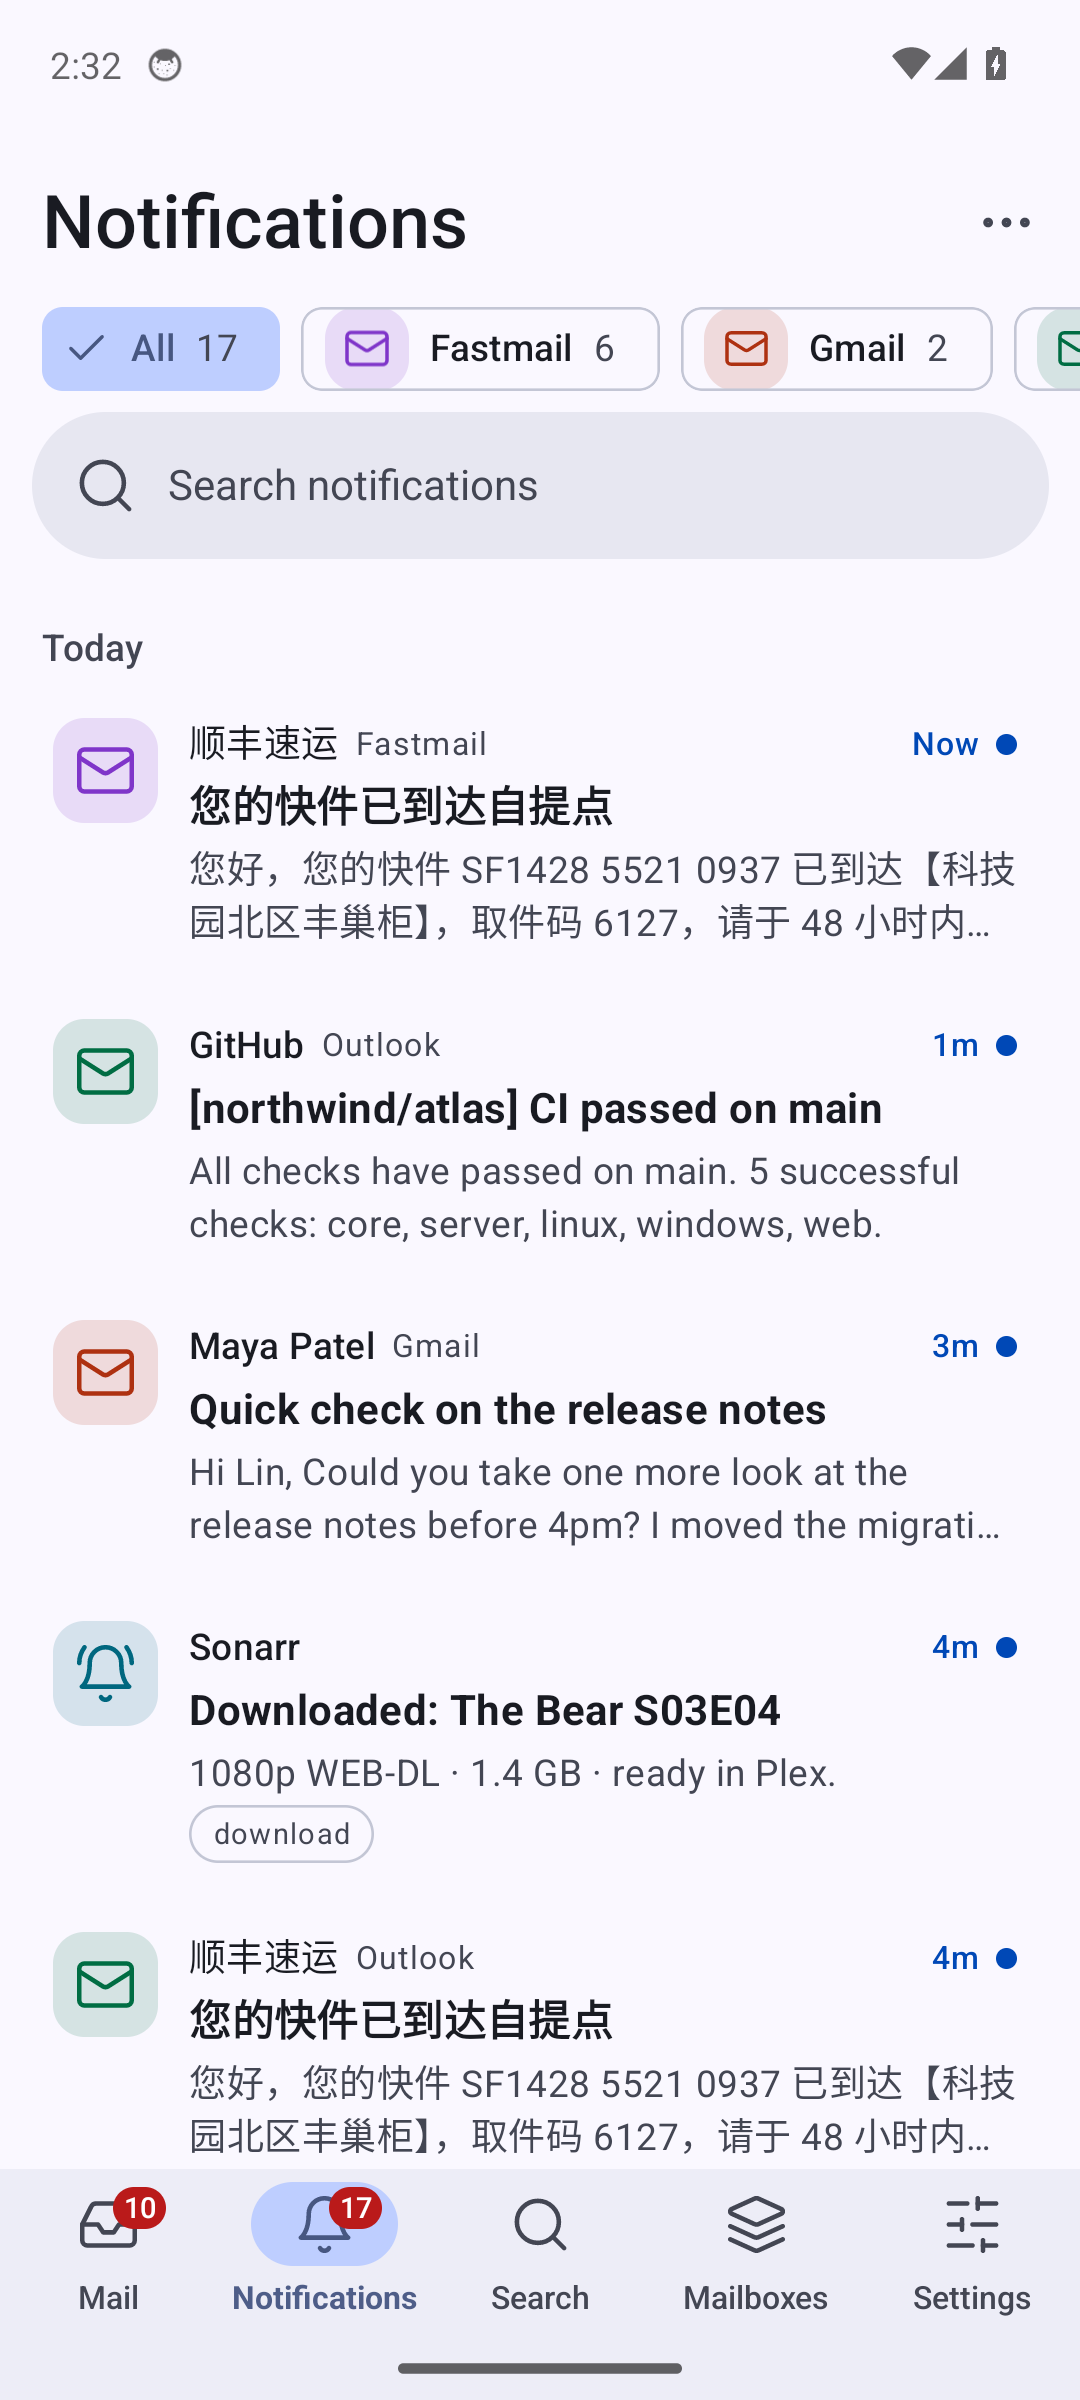 2:32
Notifications
All 17
Fastmail 6
Gmail 2
Search notifications
Today
顺丰速运 Fastmail Now
您的快件已到达自提点
您好，您的快件 SF1428 5521 0937 已到达【科技
园北区丰巢柜】，取件码 6127，请于 48 小时内…
GitHub Outlook 1m
[northwind/atlas] CI passed on main
All checks have passed on main. 5 successful
checks: core, server, linux, windows, web.
Maya Patel Gmail 3m
Quick check on the release notes
Hi Lin, Could you take one more look at the
release notes before 4pm? I moved the migrati…
Sonarr 4m
Downloaded: The Bear S03E04
1080p WEB-DL · 1.4 GB · ready in Plex.
download
顺丰速运 Outlook 4m
您的快件已到达自提点
您好，您的快件 SF1428 5521 0937 已到达【科技
园北区丰巢柜】，取件码 6127，请于 48 小时内…
10
17
Mail
Notifications
Search
Mailboxes
Settings